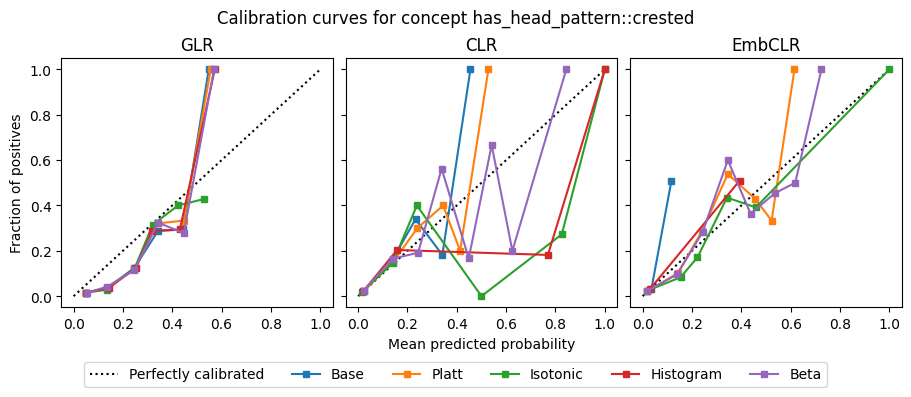 Calibration curves for concept has_head_pattern::crested
GLR
CLR
EmbCLR
Fraction of positives
1.0
0.8
0.6
0.4
0.2
0.0
0.0 0.2 0.4 0.6 0.8 1.0
0.0 0.2 0.4 0.6 0.8 1.0
0.0 0.2 0.4 0.6 0.8 1.0
Mean predicted probability
Perfectly calibrated Base Platt Isotonic Histogram Beta